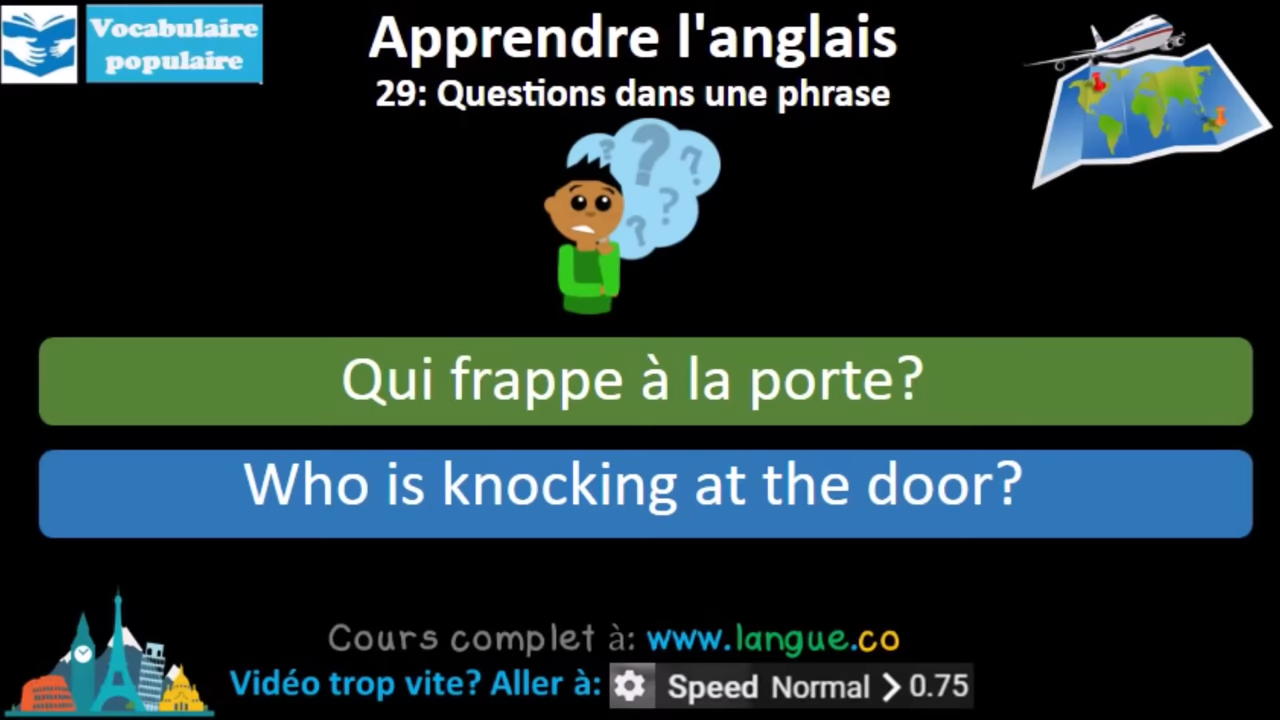 Vocabulaire
populaire
Apprendre l'anglais
29: Questions dans une phrase
? ? ? ? ?
Qui frappe à la porte?
Who is knocking at the door?
Cours complet à: www.langue.co
Vidéo trop vite? Aller à: Speed Normal > 0.75